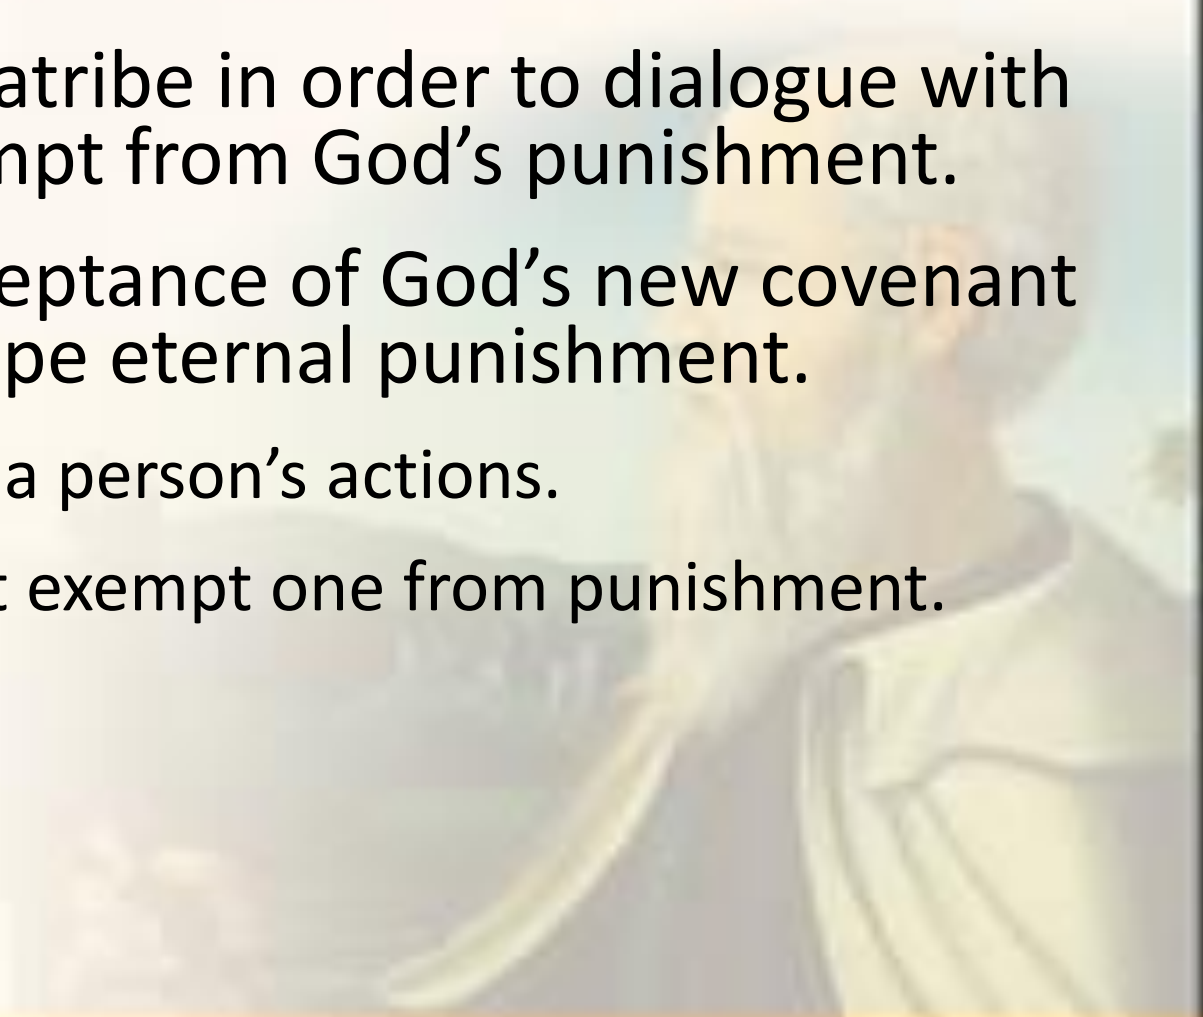 atribe in order to dialogue with
mpt from God’s punishment.
eptance of God’s new covenant
pe eternal punishment.
a person’s actions.
t exempt one from punishment.